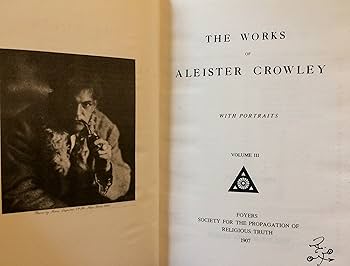 THE WORKS
OF
ALEISTER CROWLEY
WITH PORTRAITS
VOLUME III
FOYERS
SOCIETY FOR THE PROPAGATION OF
RELIGIOUS TRUTH
1907